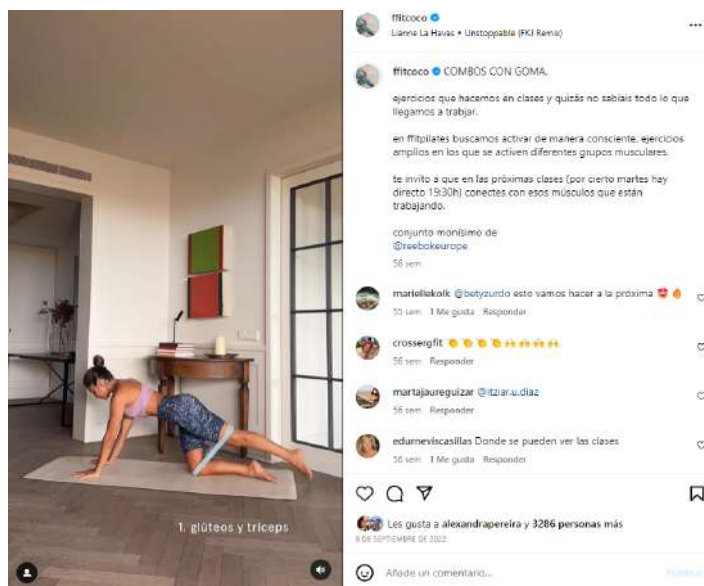 1. glúteos y triceps
ffitcoco
Lianne La Havas • Unstoppable (FKJ Remix)
ffitcoco COMBOS CON GOMA.
ejercicios que hacemos en clases y quizás no sabíais todo lo que
llegamos a trabjar.
en ffitpilates buscamos activar de manera consciente, ejercicios
amplios en los que se activen diferentes grupos musculares.
te invito a que en las próximas clases (por cierto martes hay
directo 19:30h) conectes con esos músculos que están
trabajando.
conjunto monísimo de
@reebokeurope
56 sem
mariellekolk @betyzurdo esto vamos hacer a la próxima 😍 🔥
55 sem 1 Me gusta Responder
crossergfit 👏 👏 👏 👏 🙌 🙌 🙌 🙌
56 sem Responder
martajaureguizar @itziar.u.diaz
56 sem Responder
edurneviscasillas Donde se pueden ver las clases
56 sem 1 Me gusta Responder
Les gusta a alexandrapereira y 3286 personas más
6 DE SEPTIEMBRE DE 2022
Añade un comentario...
Publicar